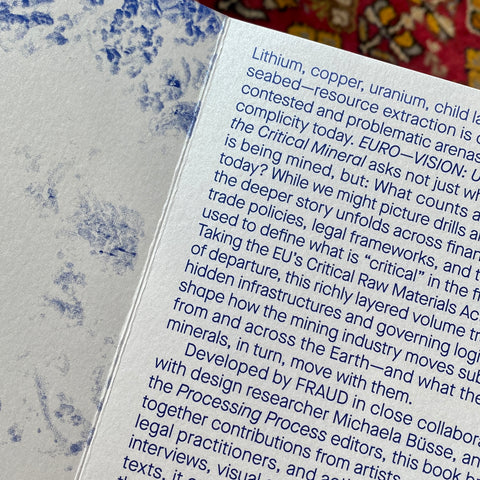 Lithium, copper, uranium, child la
seabed—resource extraction is o
contested and problematic arenas
complicity today. EURO—VISION: U
the Critical Mineral asks not just wh
is being mined, but: What counts a
today? While we might picture drills a
the deeper story unfolds across finan
trade policies, legal frameworks, and t
used to define what is “critical” in the f
Taking the EU’s Critical Raw Materials Ac
of departure, this richly layered volume tr
hidden infrastructures and governing logi
shape how the mining industry moves sub
from and across the Earth—and what the
minerals, in turn, move with them.
Developed by FRAUD in close collabora
with design researcher Michaela Büsse, an
the Processing Process editors, this book br
together contributions from artists,
legal practitioners, and acti
interviews, visual
texts, it